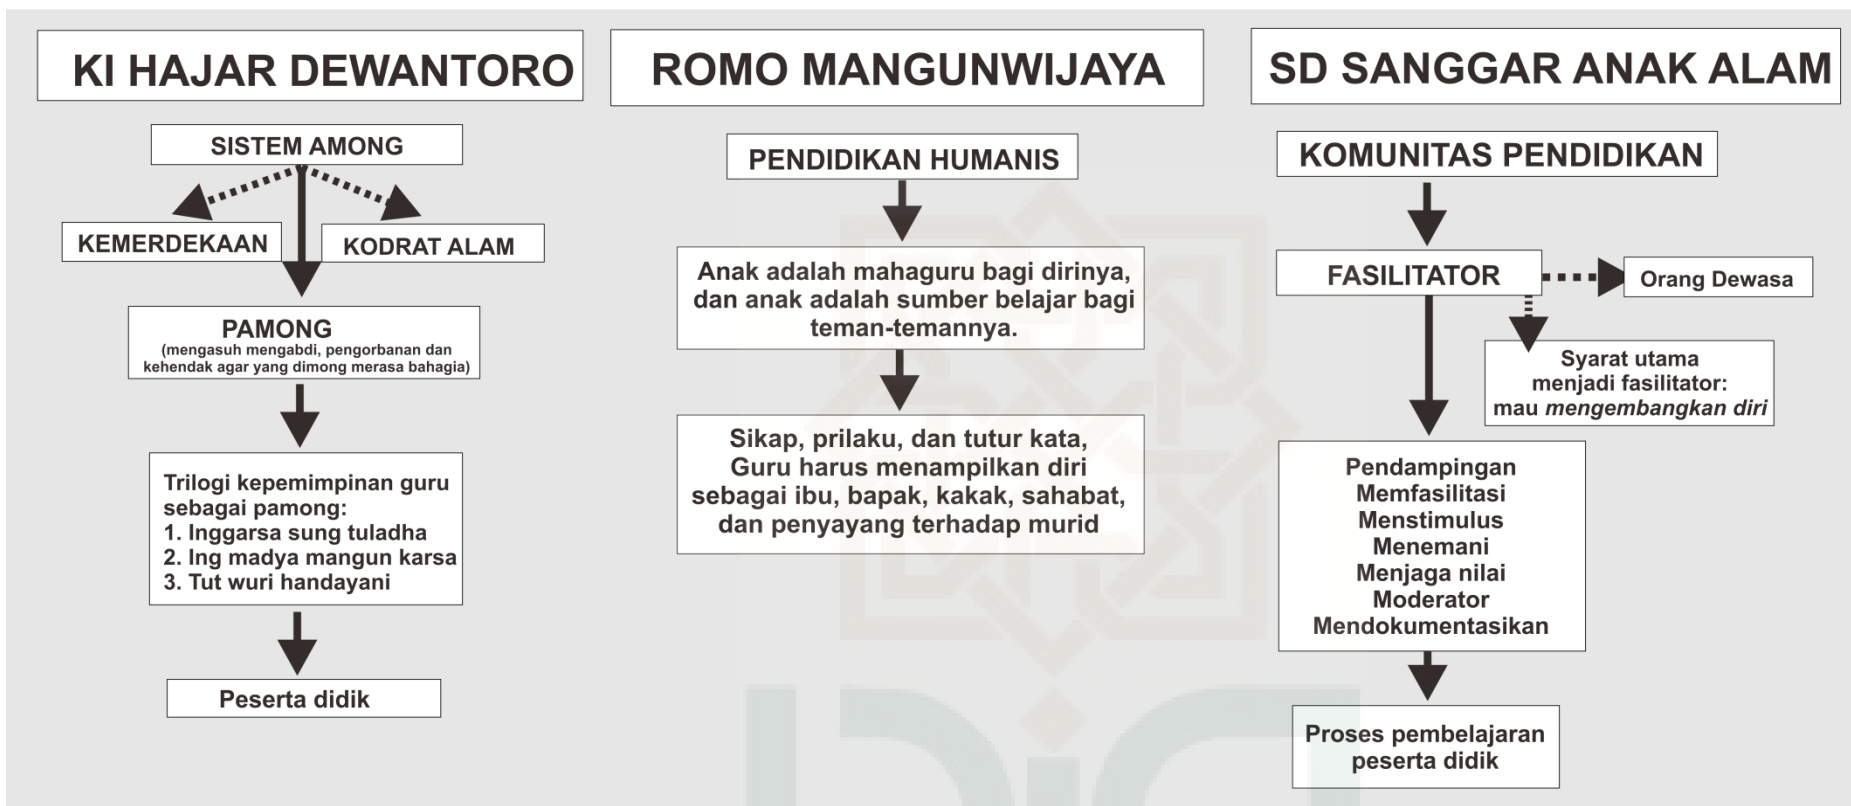 KI HAJAR DEWANTORO
SISTEM AMONG
KEMERDEKAAN
KODRAT ALAM
PAMONG
(mengasuh mengabdi, pengorbanan dan
kehendak agar yang dimong merasa bahagia)
Trilogi kepemimpinan guru
sebagai pamong:
1. Inggarsa sung tuladha
2. Ing madya mangun karsa
3. Tut wuri handayani
Peserta didik
ROMO MANGUNWIJAYA
PENDIDIKAN HUMANIS
Anak adalah mahaguru bagi dirinya,
dan anak adalah sumber belajar bagi
teman-temannya.
Sikap, prilaku, dan tutur kata,
Guru harus menampilkan diri
sebagai ibu, bapak, kakak, sahabat,
dan penyayang terhadap murid
SD SANGGAR ANAK ALAM
KOMUNITAS PENDIDIKAN
FASILITATOR
Orang Dewasa
Syarat utama
menjadi fasilitator:
mau mengembangkan diri
Pendampingan
Memfasilitasi
Menstimulus
Menemani
Menjaga nilai
Moderator
Mendokumentasikan
Proses pembelajaran
peserta didik